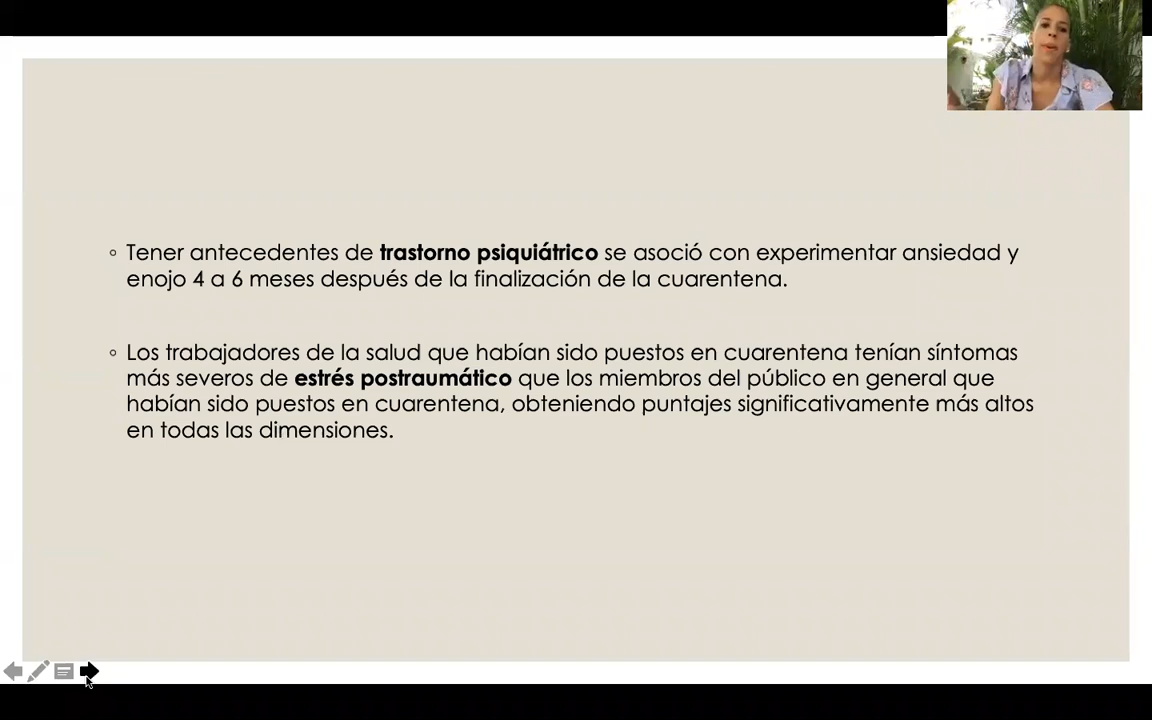 Tener antecedentes de trastorno psiquiátrico se asoció con experimentar ansiedad y
enojo 4 a 6 meses después de la finalización de la cuarentena.
Los trabajadores de la salud que habían sido puestos en cuarentena tenían síntomas
más severos de estrés postraumático que los miembros del público en general que
habían sido puestos en cuarentena, obteniendo puntajes significativamente más altos
en todas las dimensiones.